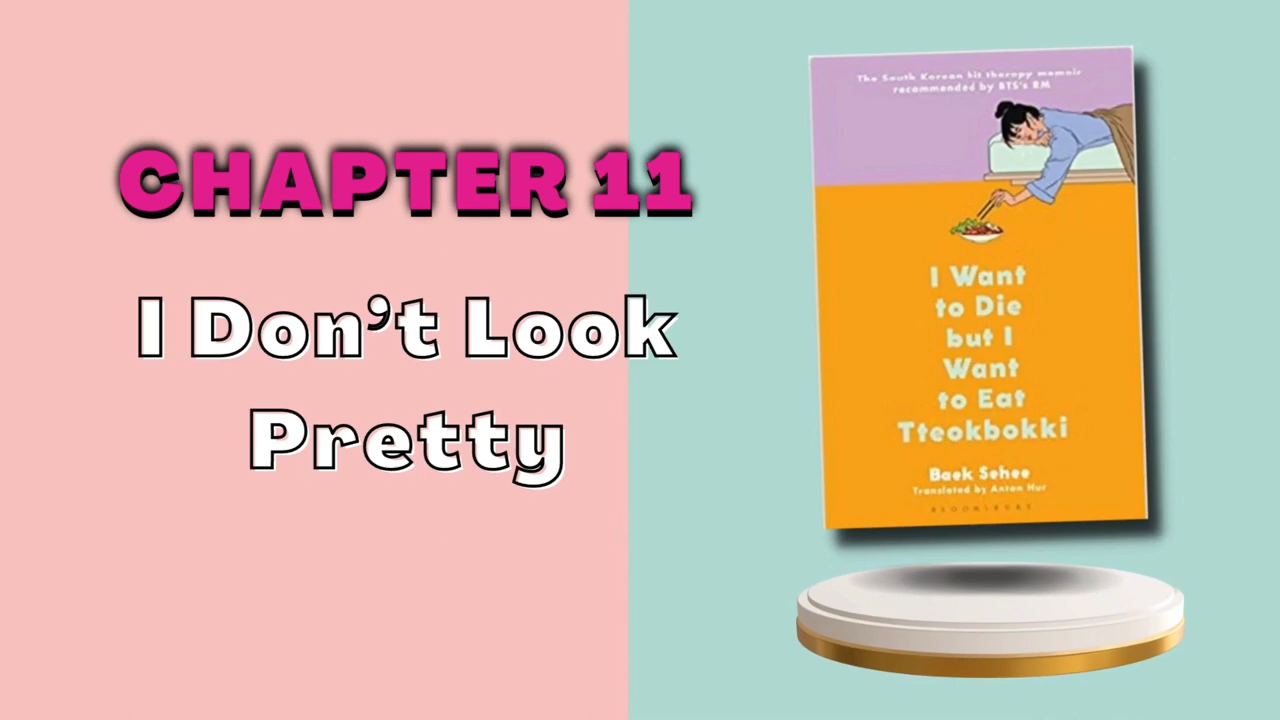 CHAPTER 11
I Don't Look
Pretty
The South Korean hit therapy memoir
recommended by BTS's RM
I Want
to Die
but I
Want
to Eat
Tteokbokki
Baek Sehee
Translated by Anton Hur
BLOOMSBURY